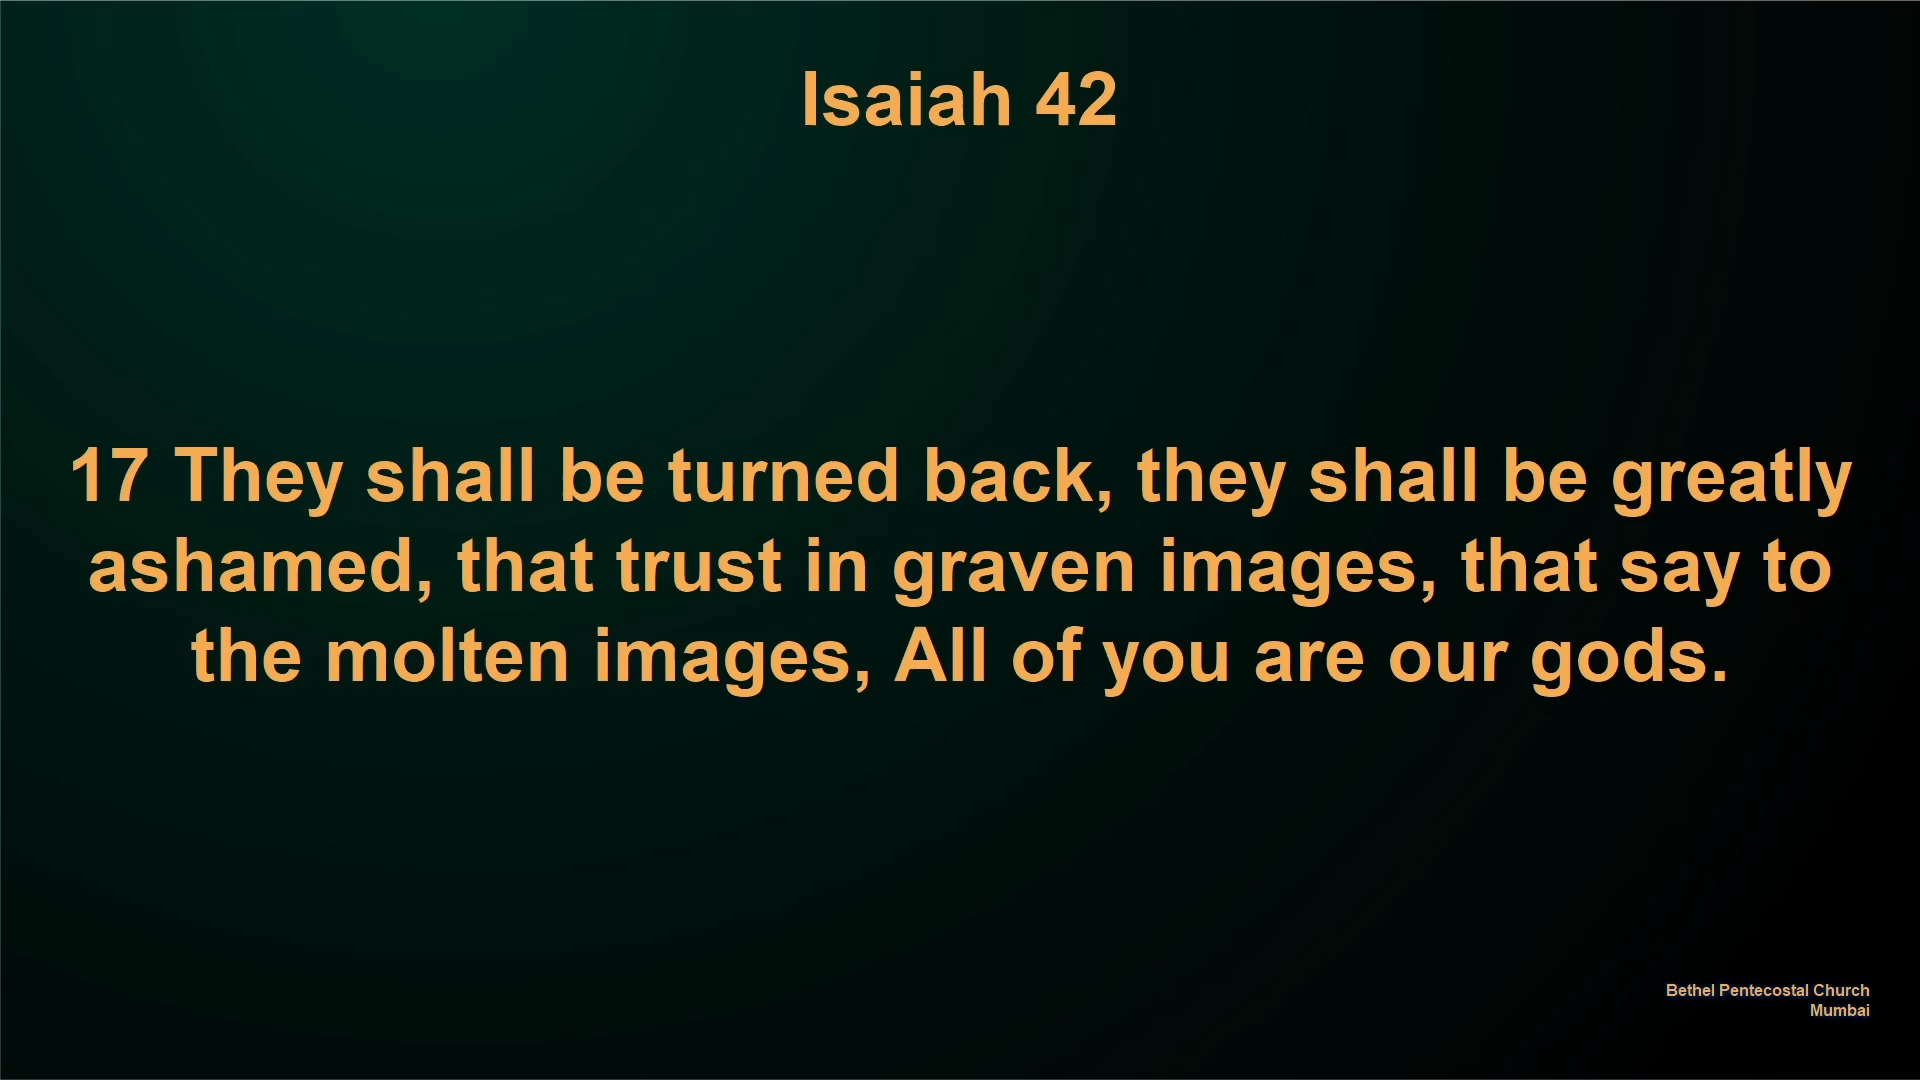 Isaiah 42
17 They shall be turned back, they shall be greatly
ashamed, that trust in graven images, that say to
the molten images, All of you are our gods.
Bethel Pentecostal Church
Mumbai